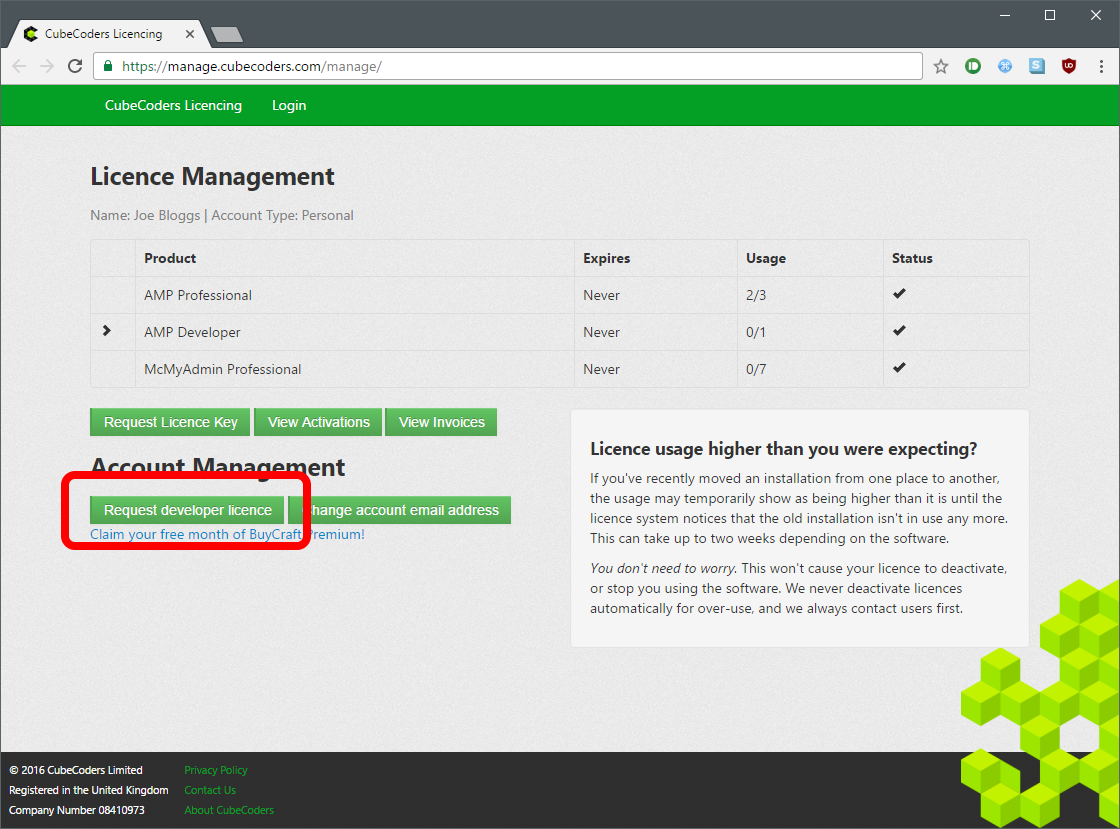 CubeCoders Licencing
https://manage.cubecoders.com/manage/
CubeCoders Licencing Login
Licence Management
Name: Joe Bloggs | Account Type: Personal
Product Expires Usage Status
AMP Professional Never 2/3
AMP Developer Never 0/1
McMyAdmin Professional Never 0/7
Request Licence Key View Activations View Invoices
Account Management
Request developer licence Change account email address
Claim your free month of BuyCraft Premium!
Licence usage higher than you were expecting?
If you've recently moved an installation from one place to another,
the usage may temporarily show as being higher than it is until the
licence system notices that the old installation isn't in use any more.
This can take up to two weeks depending on the software.
You don't need to worry. This won't cause your licence to deactivate,
or stop you using the software. We never deactivate licences
automatically for over-use, and we always contact users first.
© 2016 CubeCoders Limited
Registered in the United Kingdom
Company Number 08410973
Privacy Policy
Contact Us
About CubeCoders